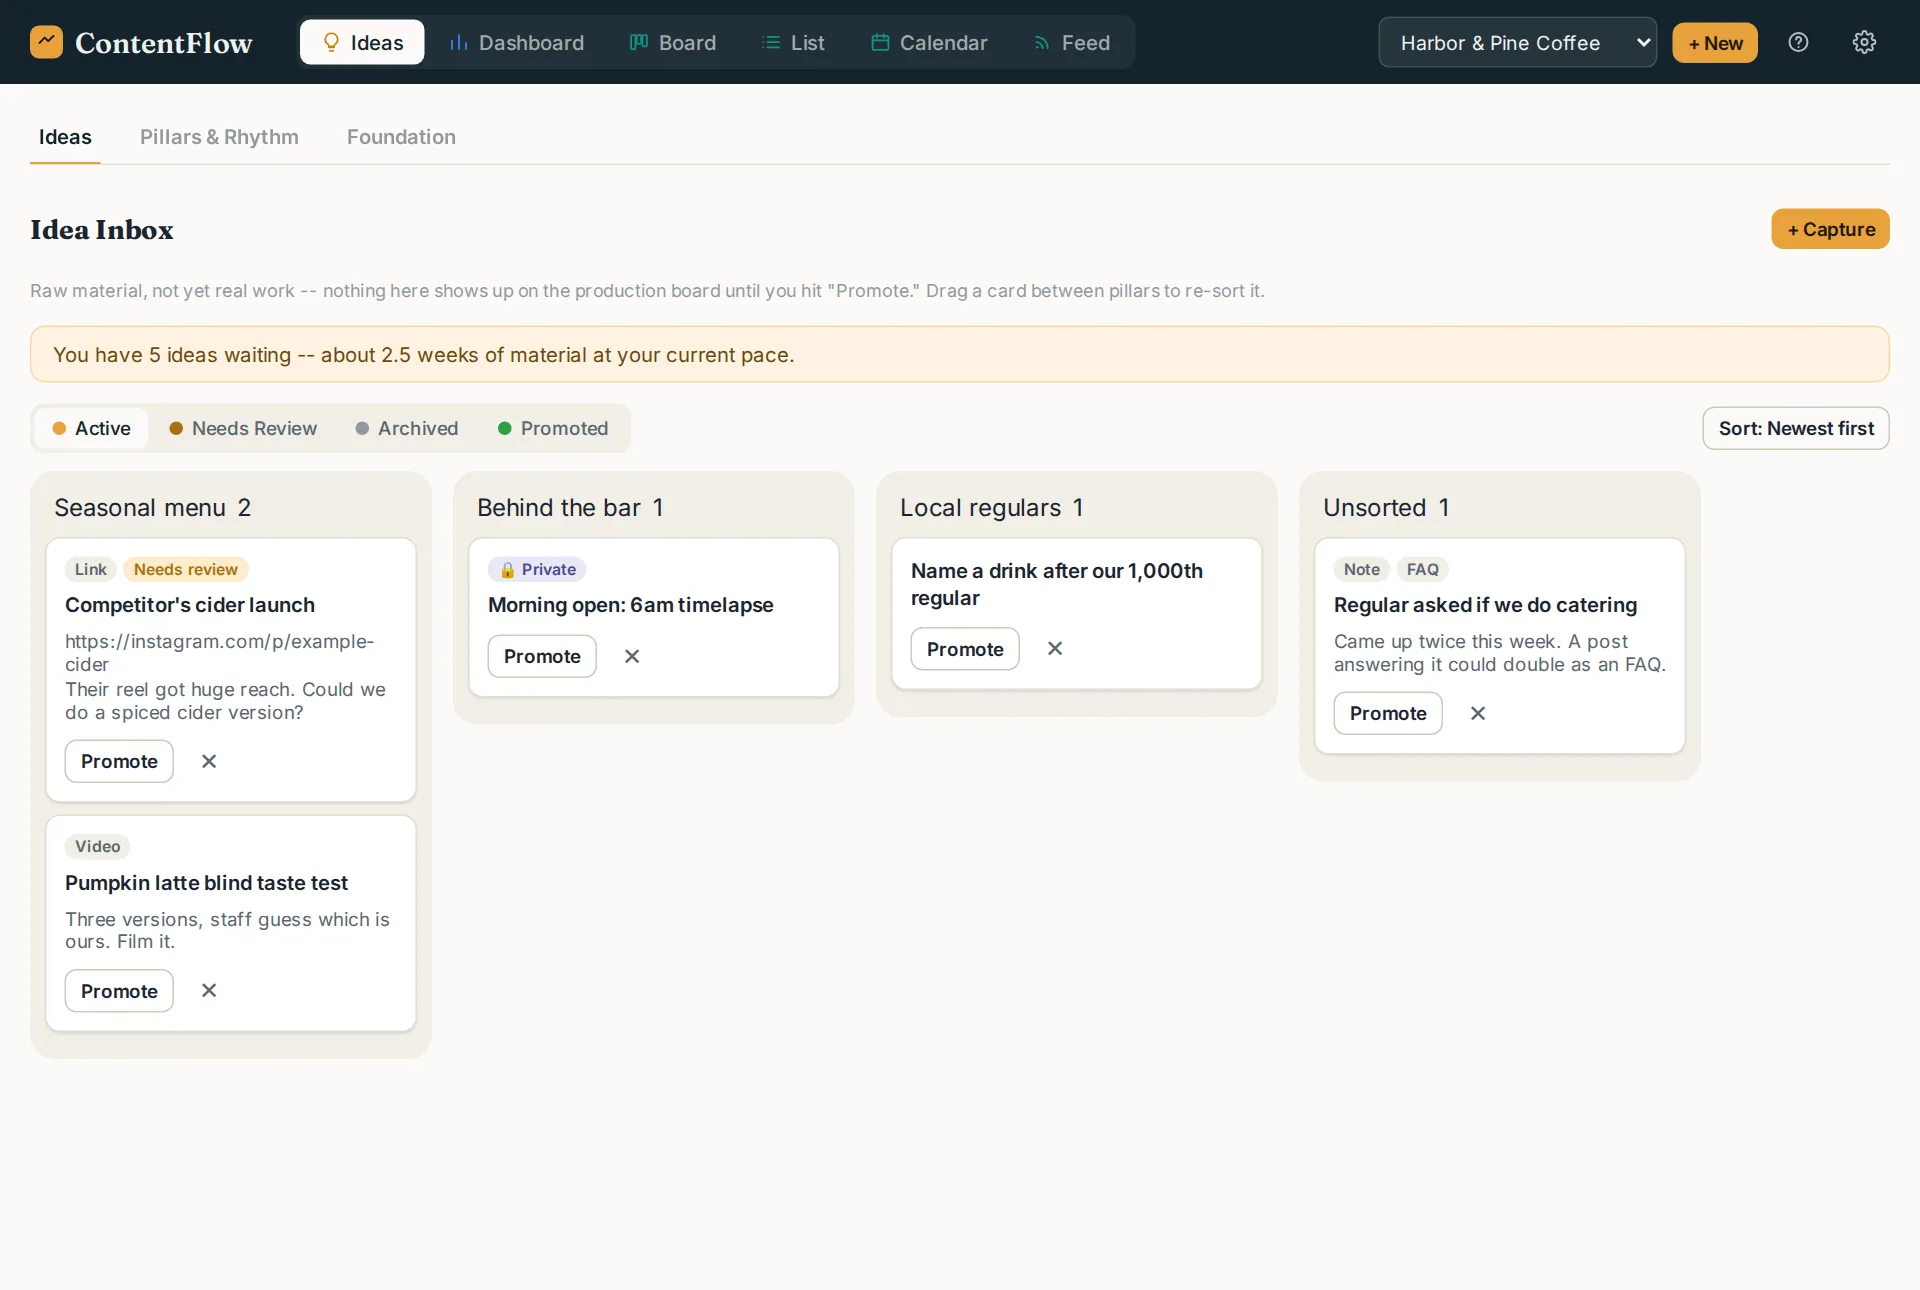 ContentFlow
Ideas
Dashboard
Board
List
Calendar
Feed
Harbor & Pine Coffee
+ New
Ideas
Pillars & Rhythm
Foundation
Idea Inbox
+ Capture
Raw material, not yet real work -- nothing here shows up on the production board until you hit "Promote." Drag a card between pillars to re-sort it.
You have 5 ideas waiting -- about 2.5 weeks of material at your current pace.
Active
Needs Review
Archived
Promoted
Sort: Newest first
Seasonal menu 2
Link
Needs review
Competitor's cider launch
https://instagram.com/p/example-
cider
Their reel got huge reach. Could we
do a spiced cider version?
Promote
Video
Pumpkin latte blind taste test
Three versions, staff guess which is
ours. Film it.
Promote
Behind the bar 1
Private
Morning open: 6am timelapse
Promote
Local regulars 1
Name a drink after our 1,000th
regular
Promote
Unsorted 1
Note
FAQ
Regular asked if we do catering
Came up twice this week. A post
answering it could double as an FAQ.
Promote